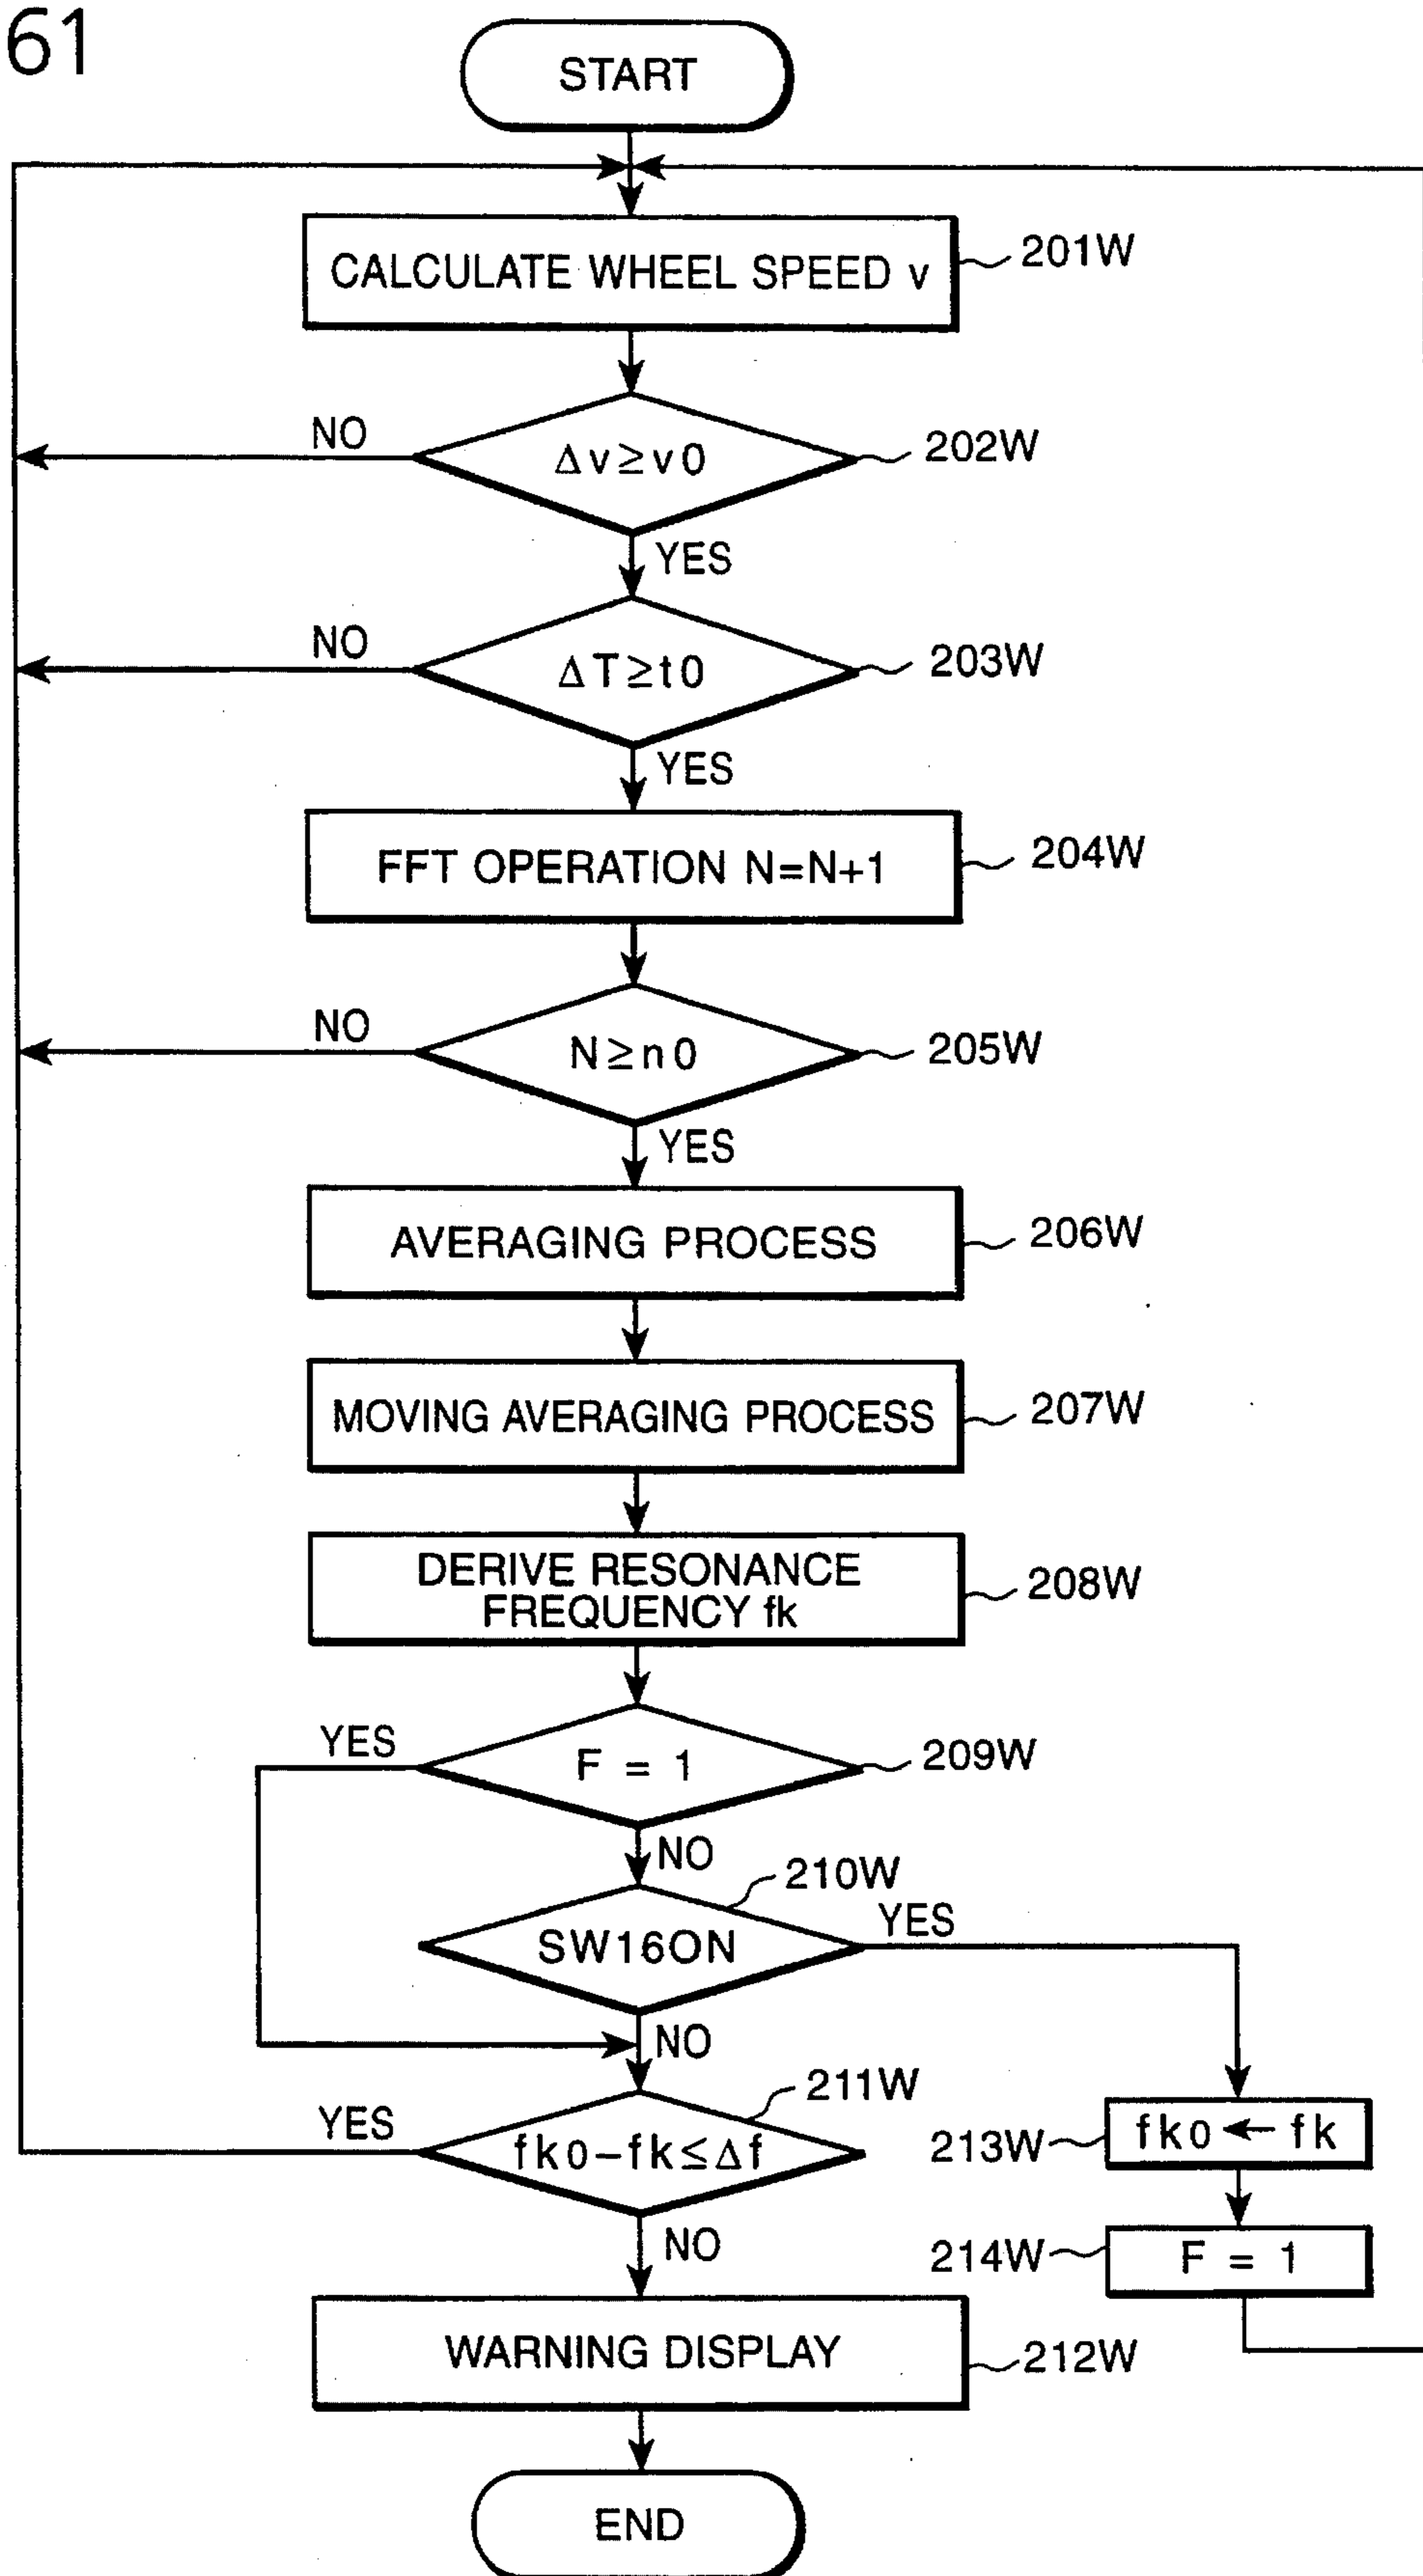 61
START
CALCULATE WHEEL SPEED v
201W
NO
Δv≥v0
202W
YES
NO
ΔT≥t0
203W
YES
FFT OPERATION N=N+1
204W
NO
N≥n0
205W
YES
AVERAGING PROCESS
206W
MOVING AVERAGING PROCESS
207W
DERIVE RESONANCE
FREQUENCY fk
208W
YES
F = 1
209W
NO
210W
SW16ON
YES
NO
211W
YES
fk0-fk≤Δf
213W
fk0 ← fk
NO
214W
F = 1
WARNING DISPLAY
212W
END